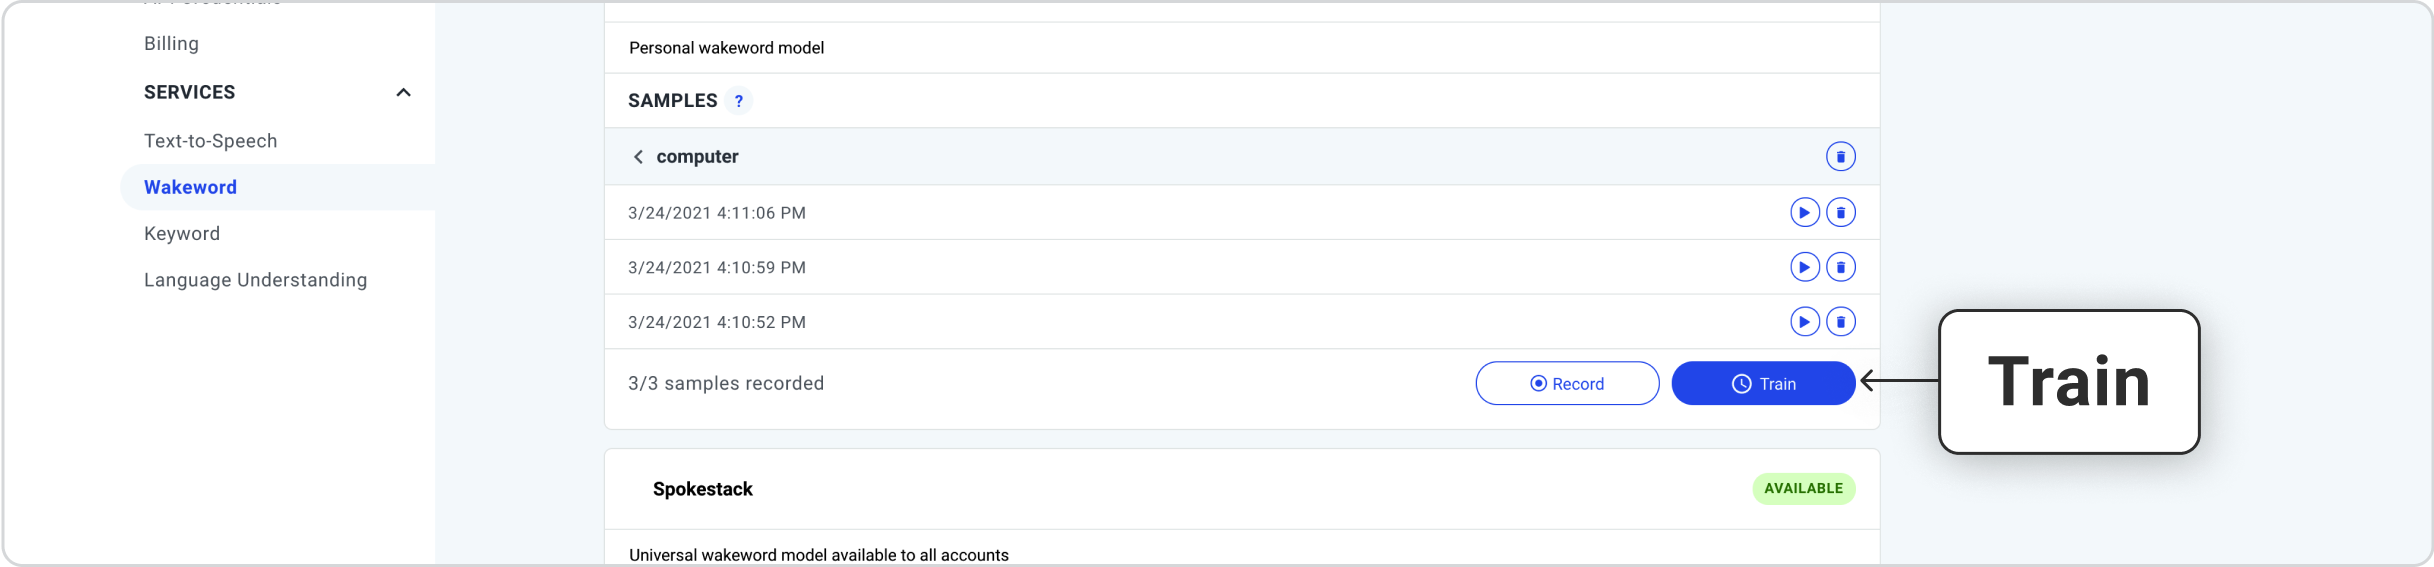 Billing
SERVICES
Text-to-Speech
Wakeword
Keyword
Language Understanding
Personal wakeword model
SAMPLES ?
computer
3/24/2021 4:11:06 PM
3/24/2021 4:10:59 PM
3/24/2021 4:10:52 PM
3/3 samples recorded
Record
Train
Train
Spokestack
AVAILABLE
Universal wakeword model available to all accounts